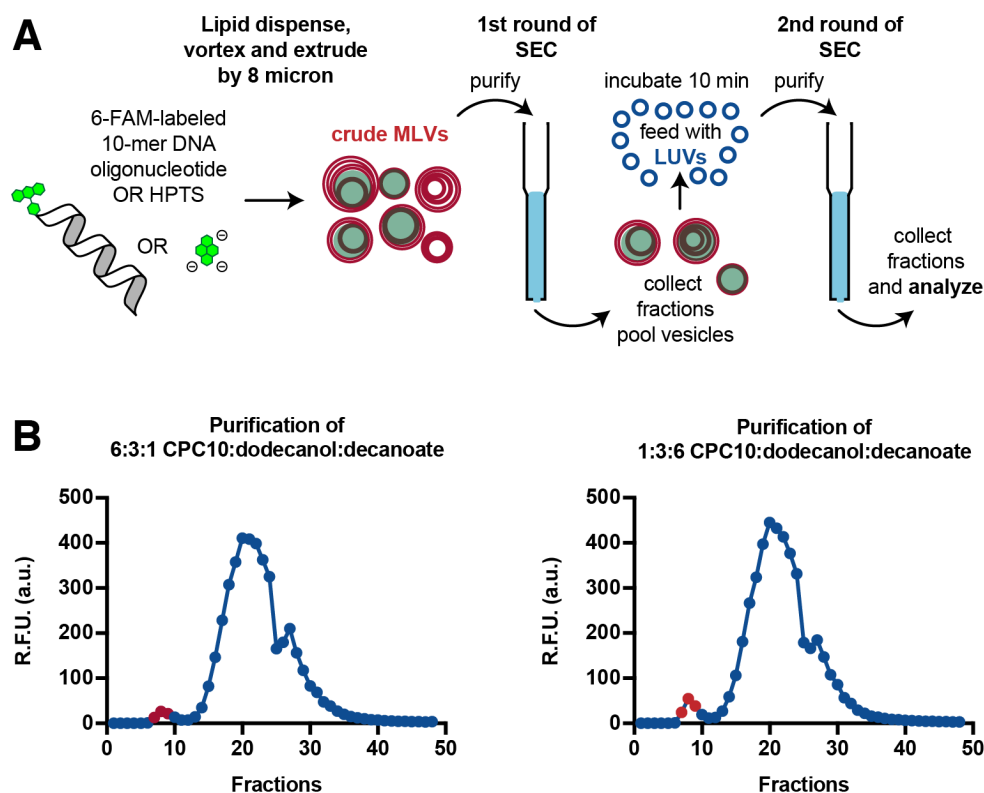 A
Lipid dispense,
vortex and extrude
by 8 micron
1st round of
SEC
2nd round of
SEC
purify
incubate 10 min
purify
6-FAM-labeled
10-mer DNA
oligonucleotide
OR HPTS
crude MLVs
feed with
LUVs
OR
collect
fractions
pool vesicles
collect
fractions
and analyze
B
Purification of
6:3:1 CPC10:dodecanol:decanoate
R.F.U. (a.u.)
500
400
300
200
100
0
0 10 20 30 40 50
Fractions
Purification of
1:3:6 CPC10:dodecanol:decanoate
R.F.U. (a.u.)
500
400
300
200
100
0
0 10 20 30 40 50
Fractions